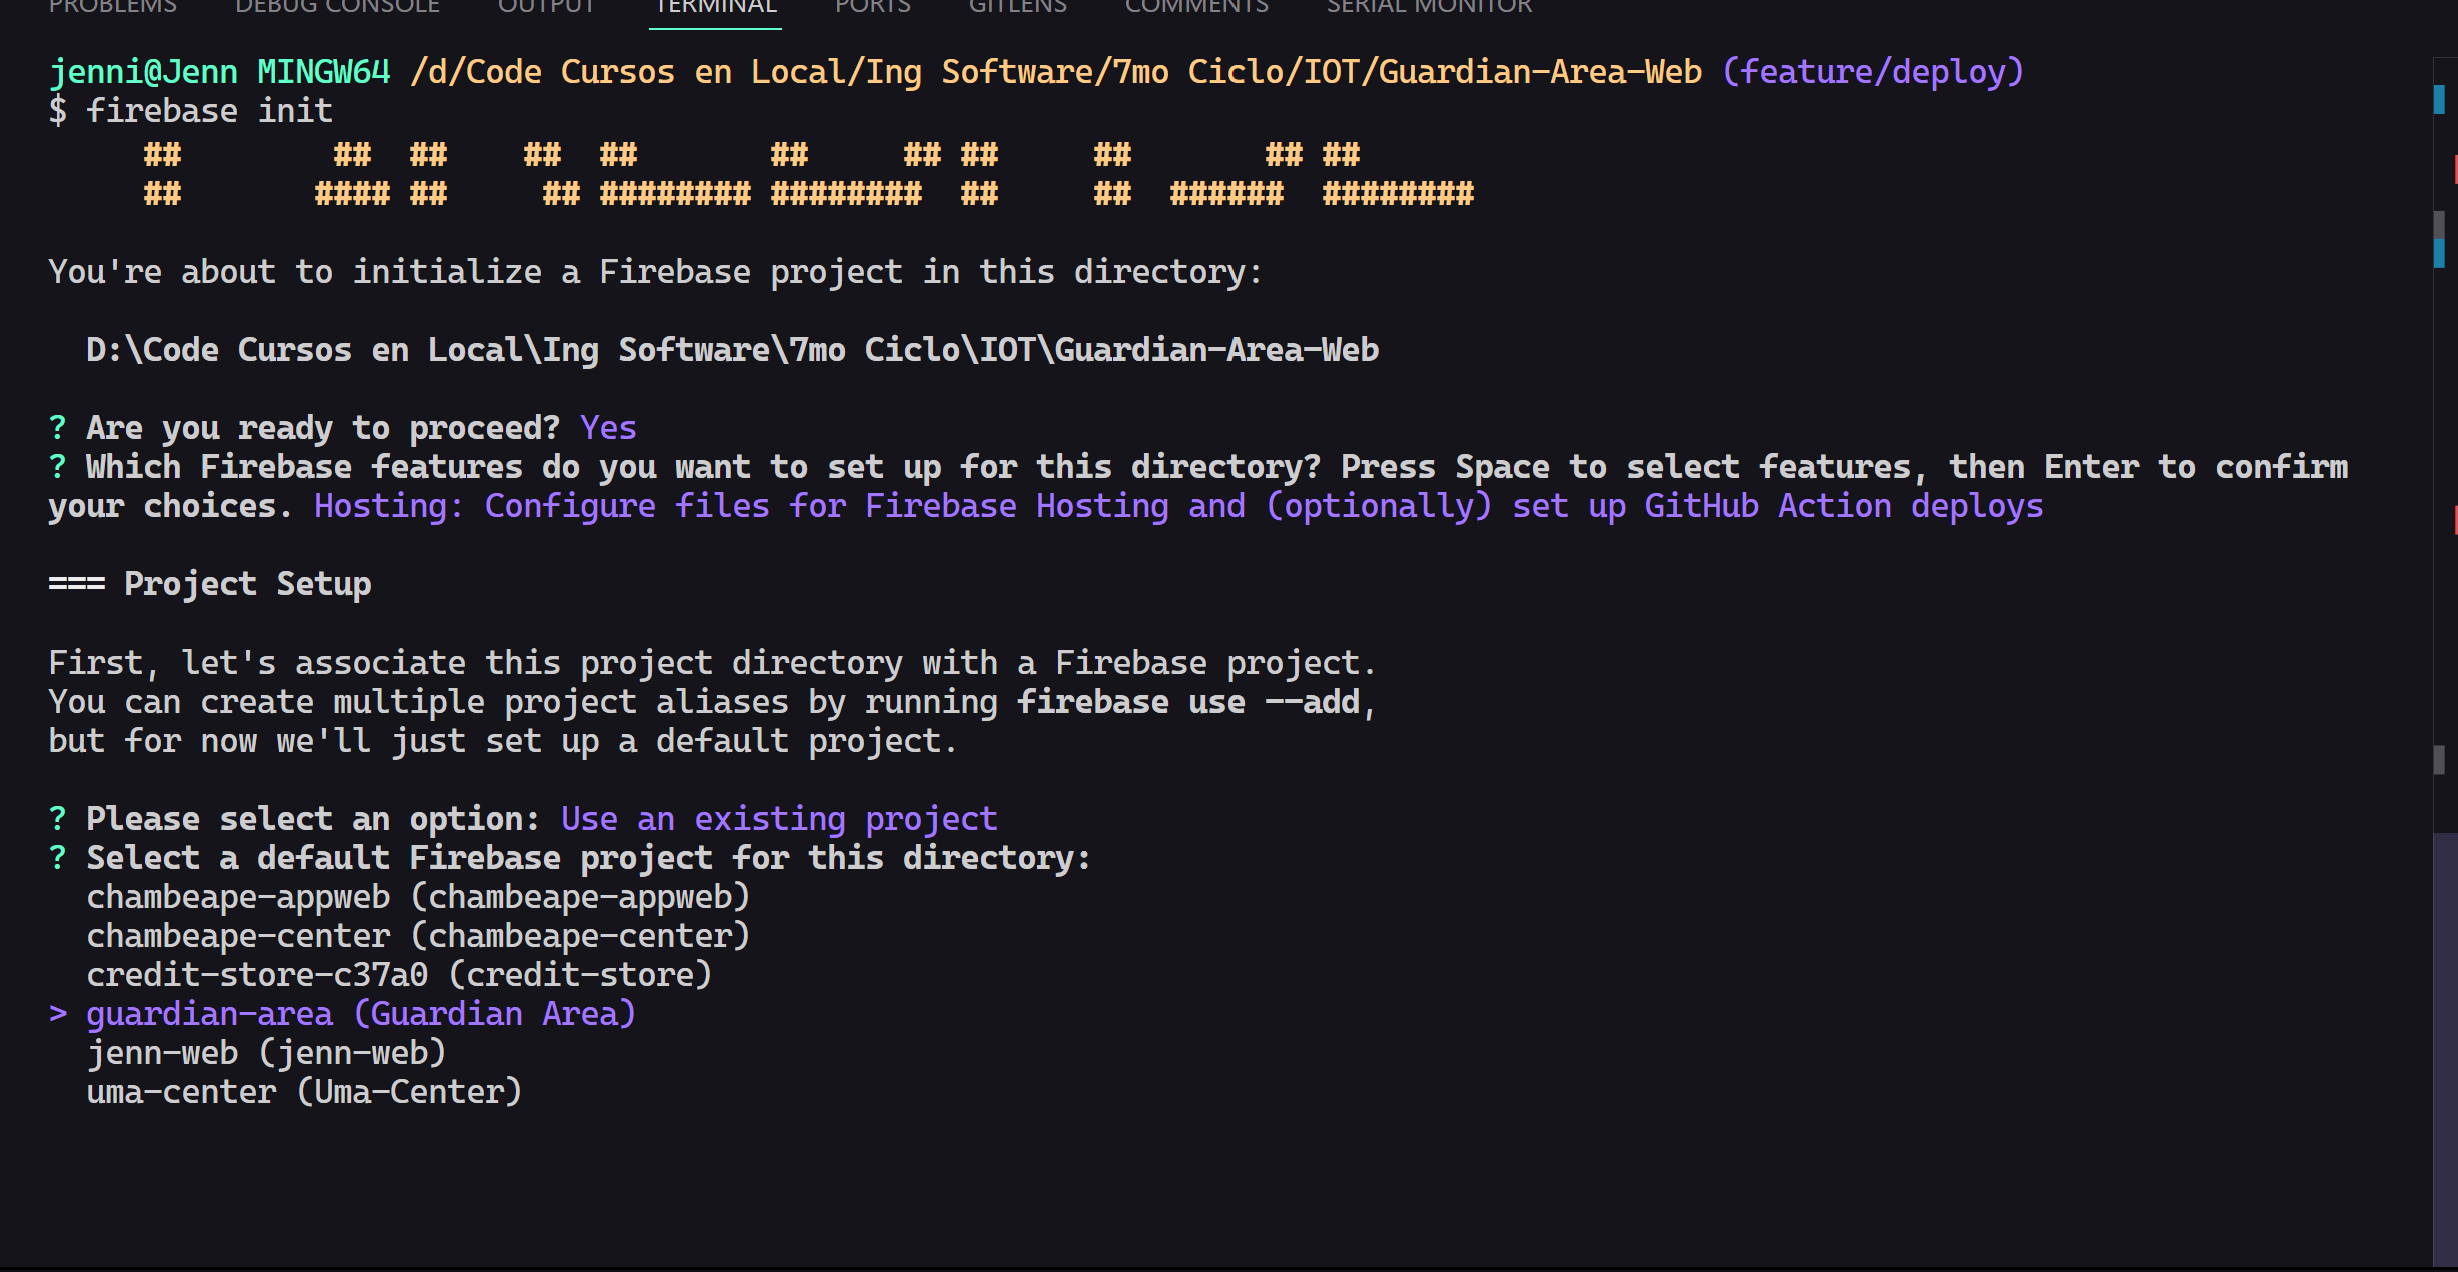 PROBLEMS DEBUG CONSOLE OUTPUT TERMINAL PORTS GITLENS COMMENTS SERIAL MONITOR
jenni@Jenn MINGW64 /d/Code Cursos en Local/Ing Software/7mo Ciclo/IOT/Guardian-Area-Web (feature/deploy)
$ firebase init
     ##        ##  ##    ##  ##       ##     ## ##     ##       ## ##
     ##       #### ##     ## ######## ########  ##     ##  ######  ########
You're about to initialize a Firebase project in this directory:
  D:\Code Cursos en Local\Ing Software\7mo Ciclo\IOT\Guardian-Area-Web
? Are you ready to proceed? Yes
? Which Firebase features do you want to set up for this directory? Press Space to select features, then Enter to confirm
your choices. Hosting: Configure files for Firebase Hosting and (optionally) set up GitHub Action deploys
=== Project Setup
First, let's associate this project directory with a Firebase project.
You can create multiple project aliases by running firebase use --add,
but for now we'll just set up a default project.
? Please select an option: Use an existing project
? Select a default Firebase project for this directory:
  chambeape-appweb (chambeape-appweb)
  chambeape-center (chambeape-center)
  credit-store-c37a0 (credit-store)
> guardian-area (Guardian Area)
  jenn-web (jenn-web)
  uma-center (Uma-Center)